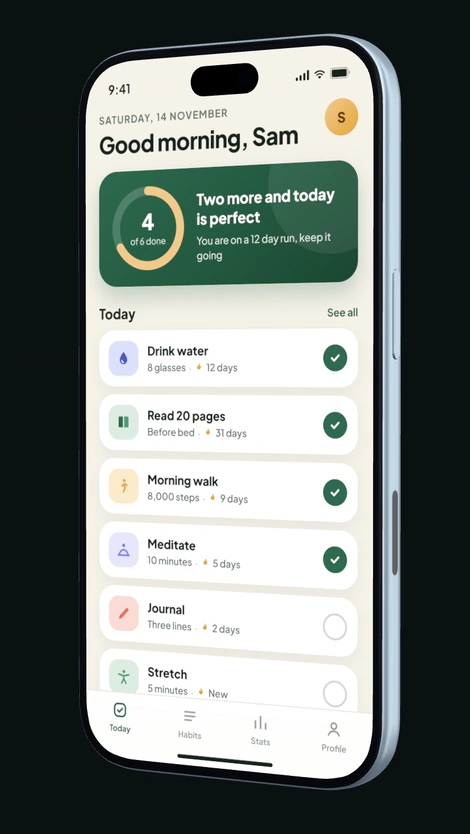 9:41
SATURDAY, 14 NOVEMBER
Good morning, Sam
S
4
of 6 done
Two more and today
is perfect
You are on a 12 day run, keep it
going
Today
See all
Drink water
8 glasses · 12 days
Read 20 pages
Before bed · 31 days
Morning walk
8,000 steps · 9 days
Meditate
10 minutes · 5 days
Journal
Three lines · 2 days
Stretch
5 minutes · New
Today
Habits
Stats
Profile